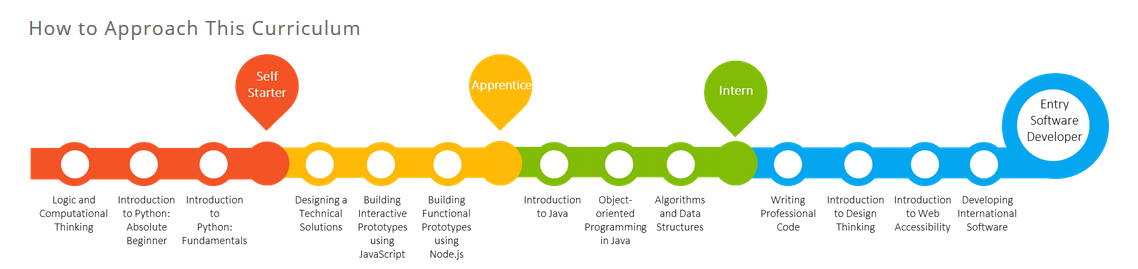 How to Approach This Curriculum
Self
Starter
Apprentice
Intern
Entry
Software
Developer
Logic and
Computational
Thinking
Introduction
to Python:
Absolute
Beginner
Introduction
to
Python:
Fundamentals
Designing a
Technical
Solutions
Building
Interactive
Prototypes
using
JavaScript
Building
Functional
Prototypes
using
Node.js
Introduction
to Java
Object-
oriented
Programming
in Java
Algorithms
and Data
Structures
Writing
Professional
Code
Introduction
to Design
Thinking
Introduction
to Web
Accessibility
Developing
International
Software